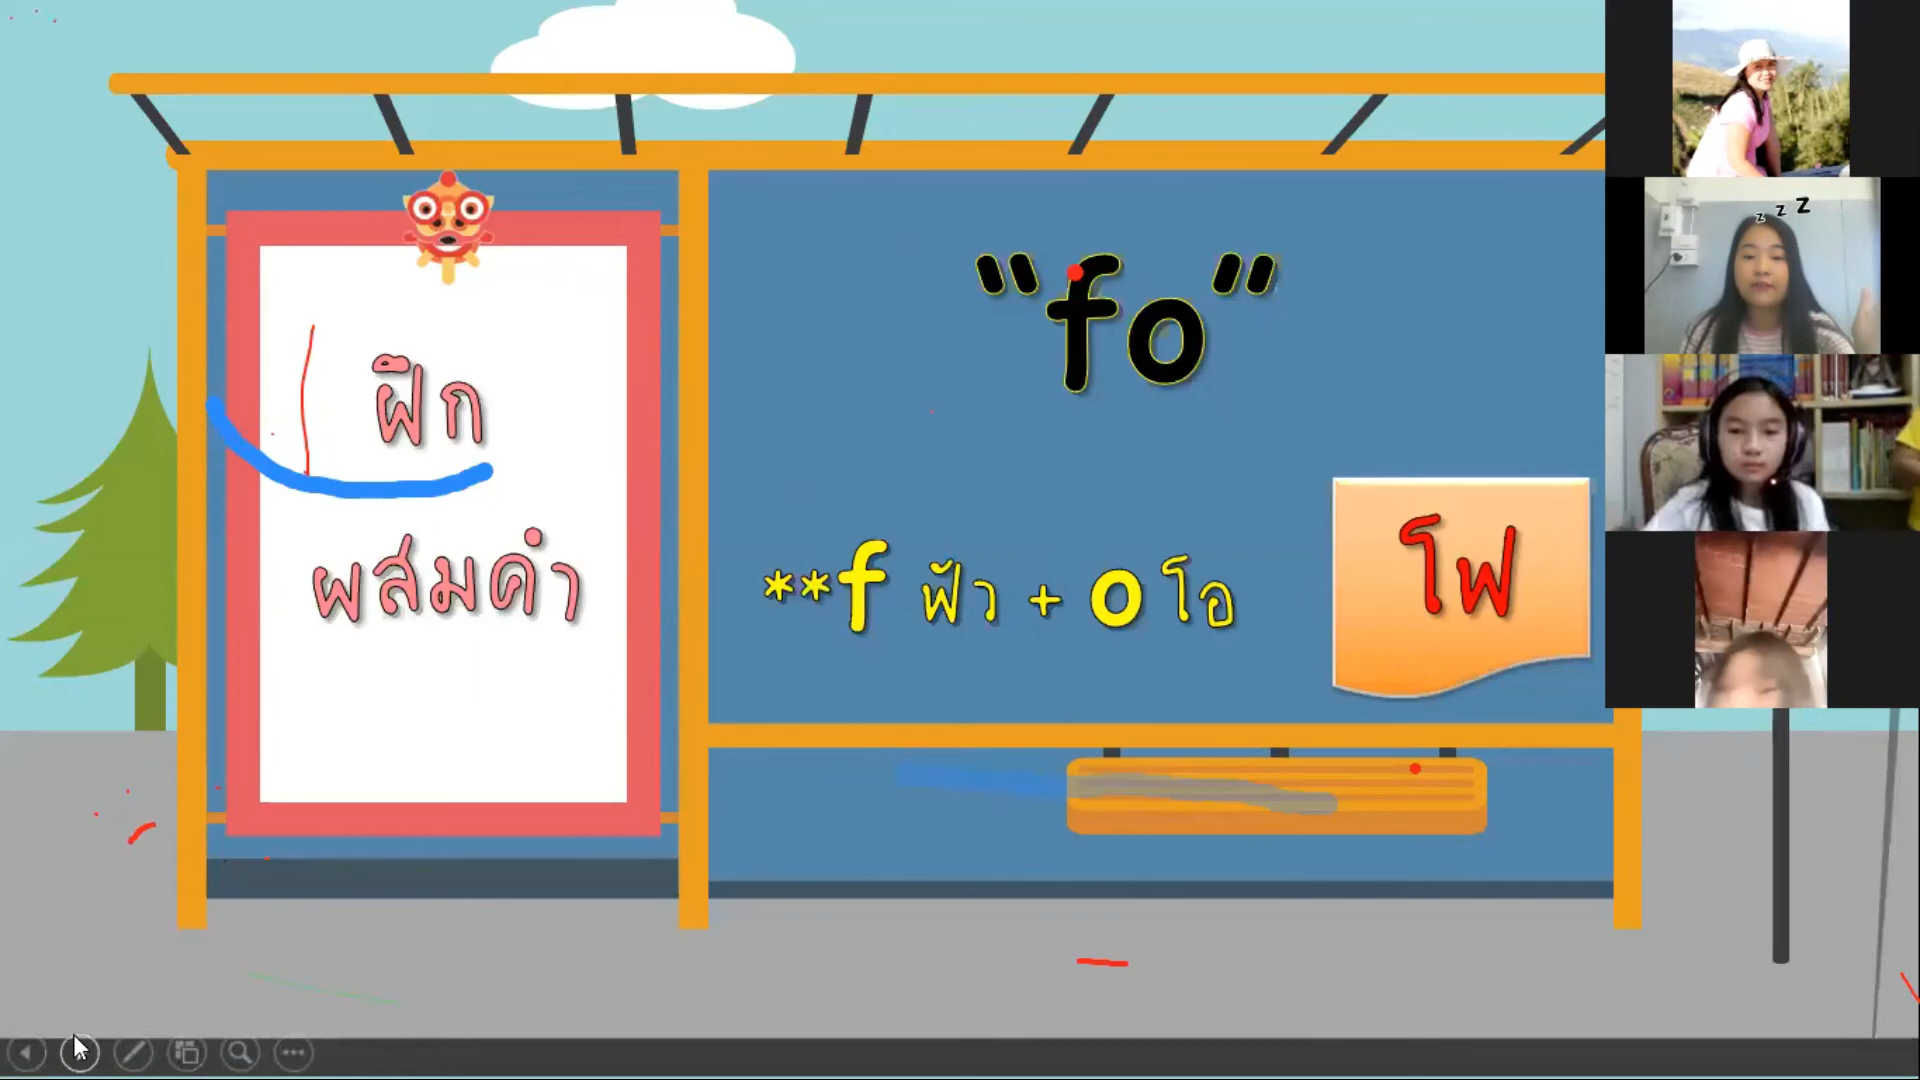 ฝึก
ผสมคำ
"fo"
**f ฟ้ว + o โอ
โฟ
z z z